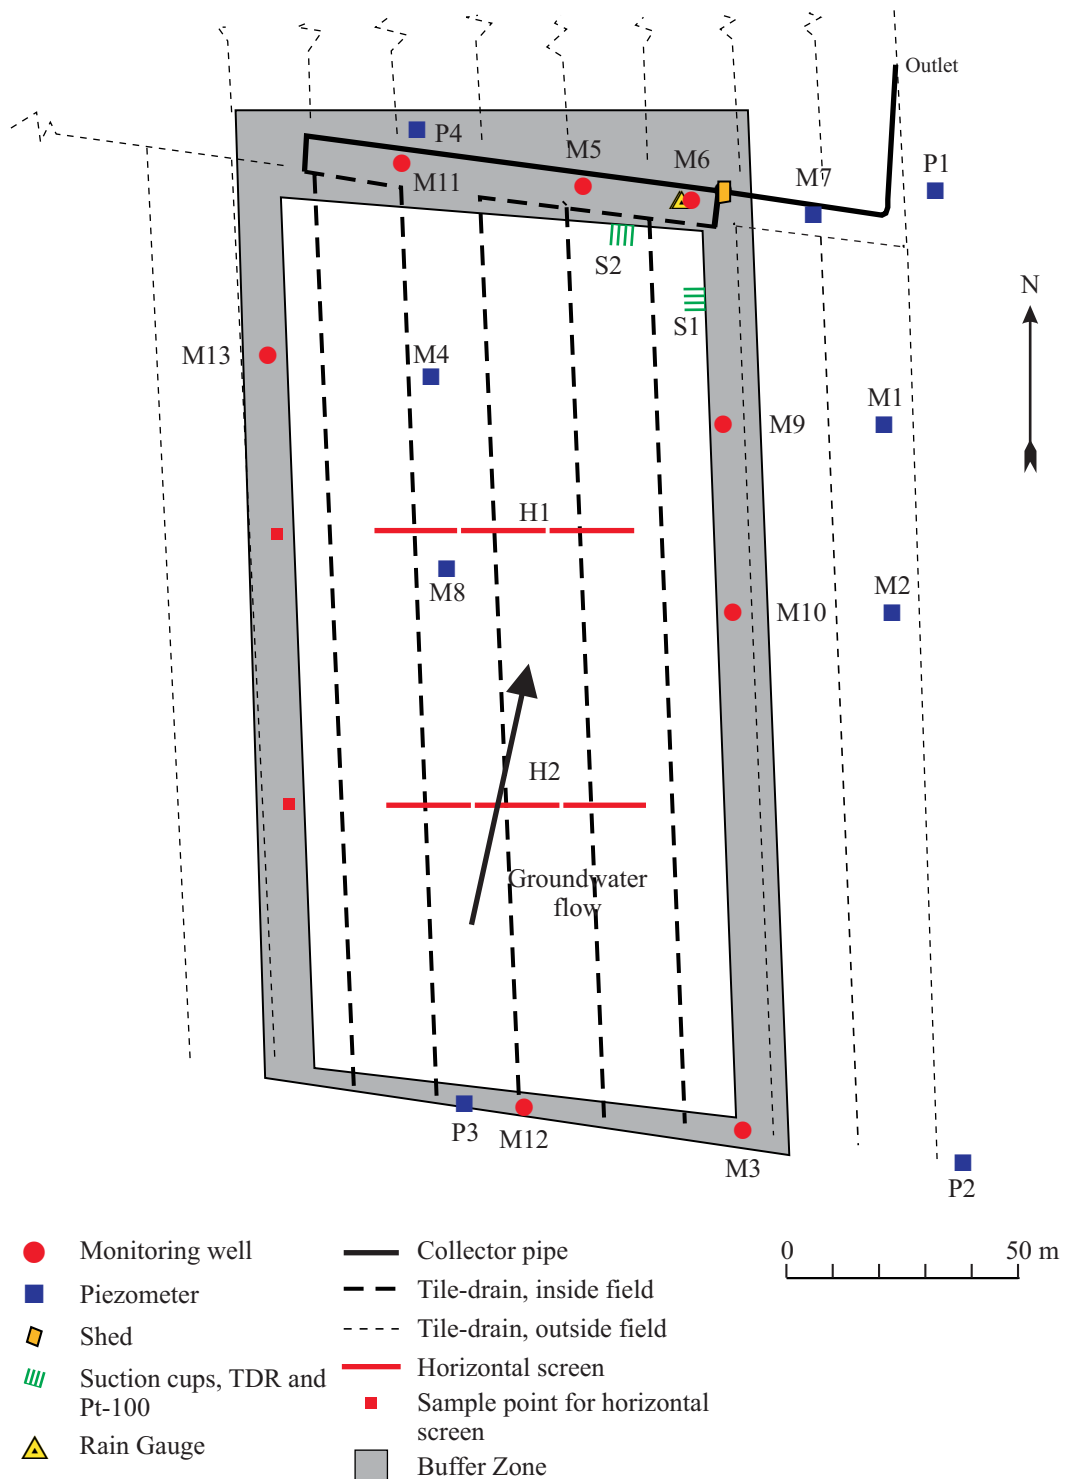 Outlet
P4
M5
M6
M7
P1
M11
S2
N
S1
M13
M4
M1
M9
H1
M8
M2
M10
H2
Groundwater
flow
P3
M12
M3
P2
Monitoring well
Piezometer
Shed
Suction cups, TDR and
Pt-100
Rain Gauge
Collector pipe
Tile-drain, inside field
Tile-drain, outside field
Horizontal screen
Sample point for horizontal
screen
Buffer Zone
0 50 m